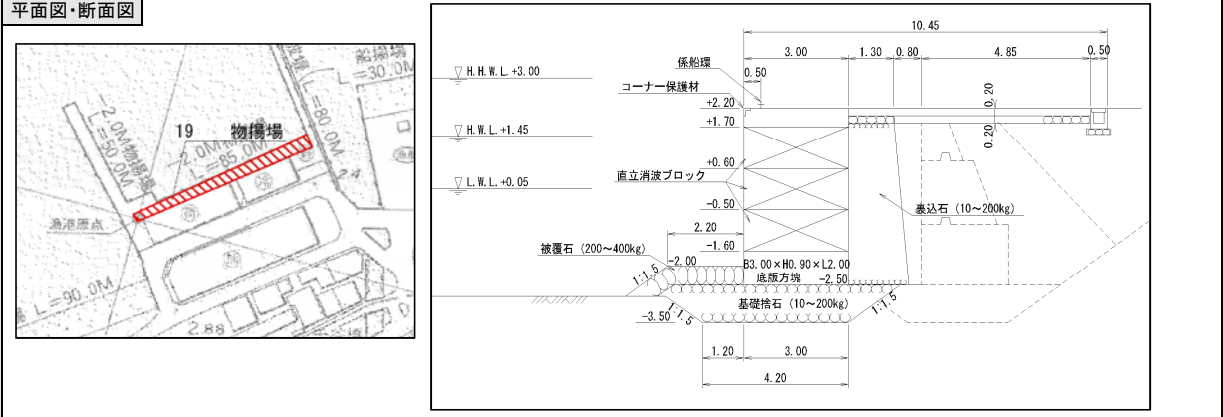 平面図・断面図
船揚場
=30.0M
L=80.0M
-2.0M物揚場
L=50.0M
19 物揚場
-2.0M物揚場
L=85.0M
漁港原点
L=90.0M
2.88
10.45
3.00
1.30
0.80
4.85
0.50
係船環
0.50
H.H.W.L.+3.00
コーナー保護材
+2.20
0.20
+1.70
0.20
H.W.L.+1.45
+0.60
直立消波ブロック
L.W.L.+0.05
-0.50
裏込石（10～200kg）
2.20
被覆石（200～400kg）
-1.60
-2.00
B3.00×H0.90×L2.00
底版方塊
-2.50
1:1.5
基礎捨石（10～200kg）
1:1.5
1:1.5
-3.50
1.20
3.00
4.20